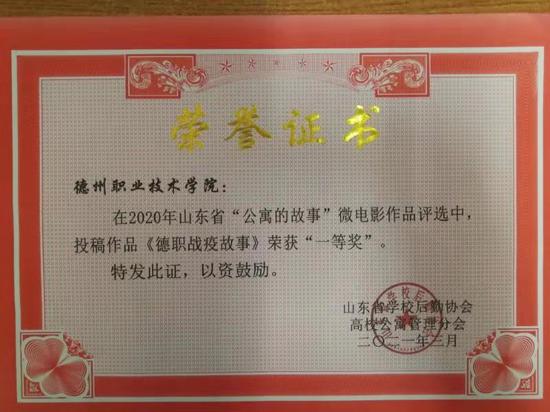 荣誉证书
德州职业技术学院：
在2020年山东省“公寓的故事”微电影作品评选中，
投稿作品《德职战疫故事》荣获“一等奖”。
特发此证，以资鼓励。
山东省学校后勤协会
高校公寓管理分会
二〇二一年三月